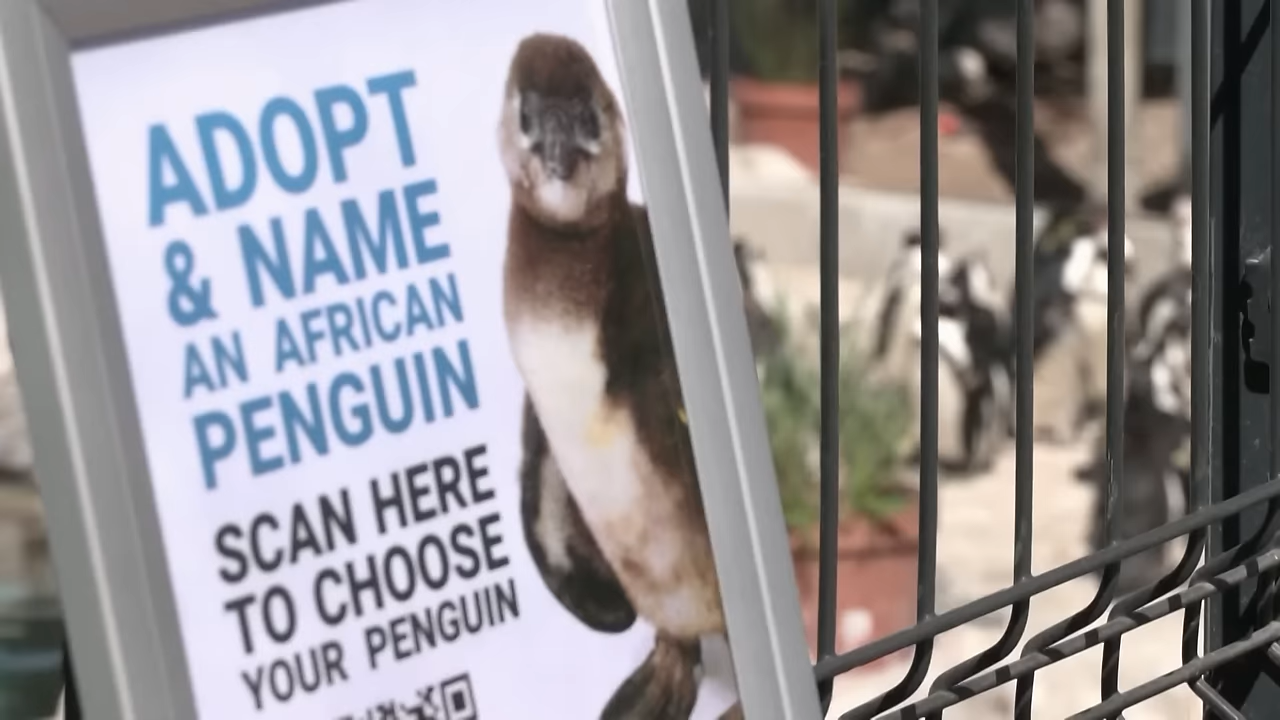 ADOPT
& NAME
AN AFRICAN
PENGUIN
SCAN HERE
TO CHOOSE
YOUR PENGUIN